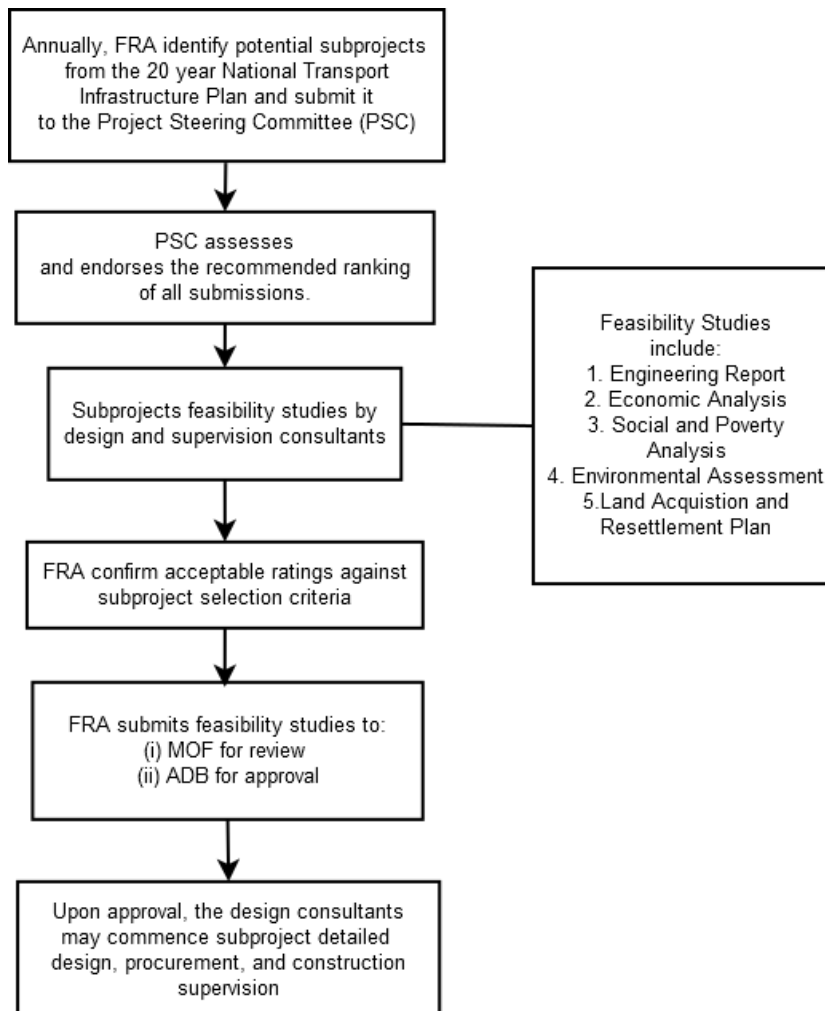 Annually, FRA identify potential subprojects
from the 20 year National Transport
Infrastructure Plan and submit it
to the Project Steering Committee (PSC)
PSC assesses
and endorses the recommended ranking
of all submissions.
Subprojects feasibility studies by
design and supervision consultants
Feasibility Studies
include:
1. Engineering Report
2. Economic Analysis
3. Social and Poverty
Analysis
4. Environmental Assessment
5.Land Acquistion and
Resettlement Plan
FRA confirm acceptable ratings against
subproject selection criteria
FRA submits feasibility studies to:
(i) MOF for review
(ii) ADB for approval
Upon approval, the design consultants
may commence subproject detailed
design, procurement, and construction
supervision